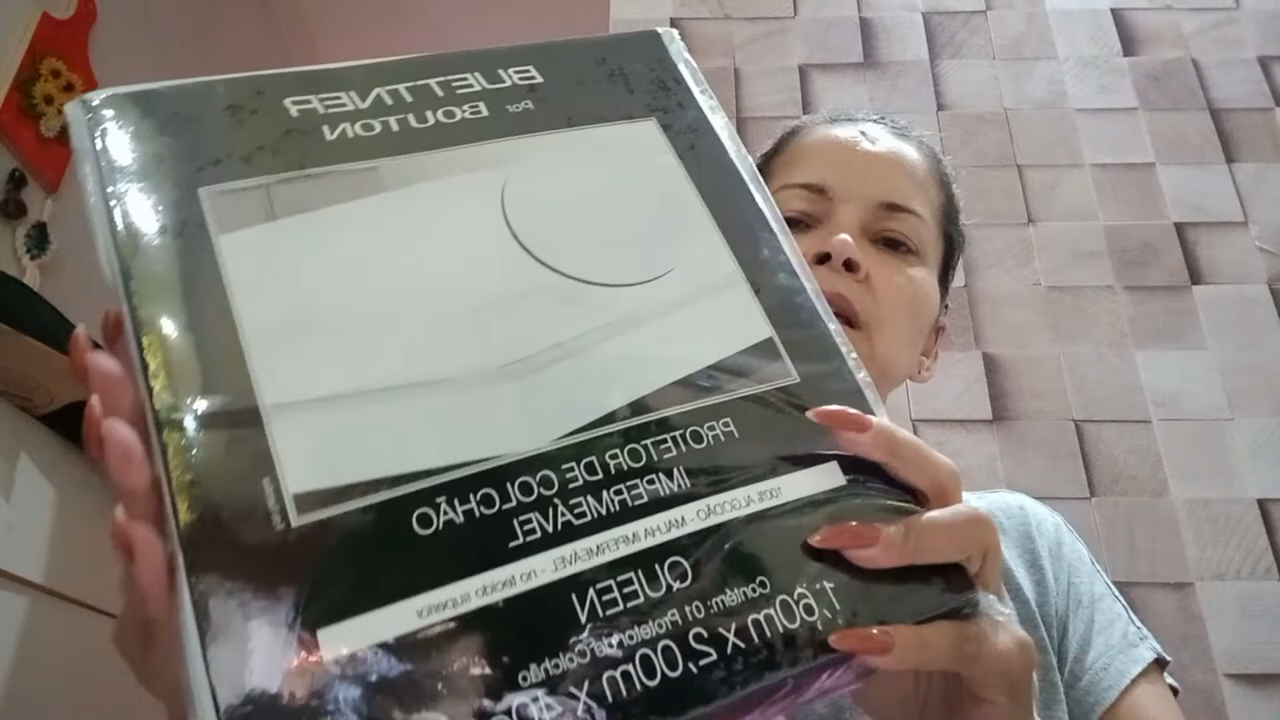 BUETTNER
Por BOUTON
PROTETOR DE COLCHÃO
IMPERMEÁVEL
100% ALGODÃO - MALHA IMPERMEÁVEL - no tecido superior
QUEEN
Contém: 01 Protetor de Colchão
1,60m x 2,00m x